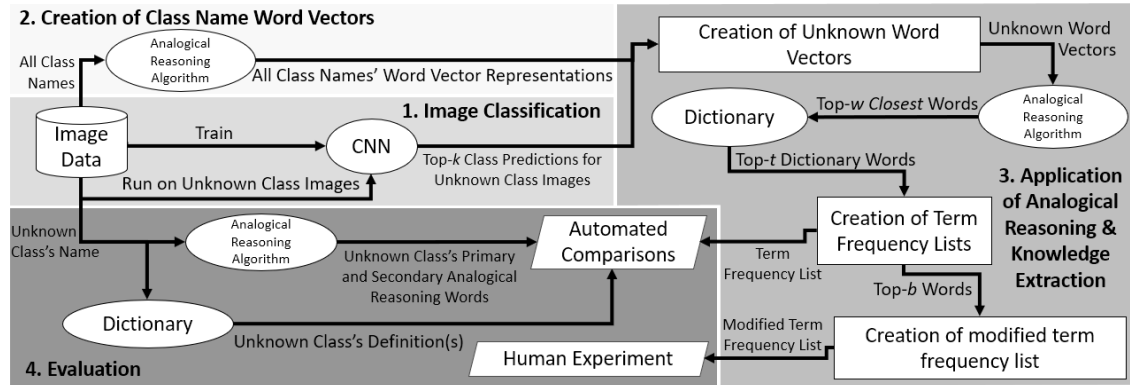 2. Creation of Class Name Word Vectors
All Class
Names
Analogical
Reasoning
Algorithm
All Class Names' Word Vector Representations
1. Image Classification
Image
Data
Train
CNN
Run on Unknown Class Images
Top-k Class Predictions for
Unknown Class Images
Creation of Unknown Word
Vectors
Unknown Word
Vectors
Analogical
Reasoning
Algorithm
Top-w Closest Words
Dictionary
Top-t Dictionary Words
3. Application
of Analogical
Reasoning &
Knowledge
Extraction
Creation of Term
Frequency Lists
Term
Frequency List
Top-b Words
Creation of modified term
frequency list
Modified Term
Frequency List
Unknown
Class's Name
Analogical
Reasoning
Algorithm
Unknown Class's Primary
and Secondary Analogical
Reasoning Words
Automated
Comparisons
Dictionary
Unknown Class's Definition(s)
Human Experiment
4. Evaluation